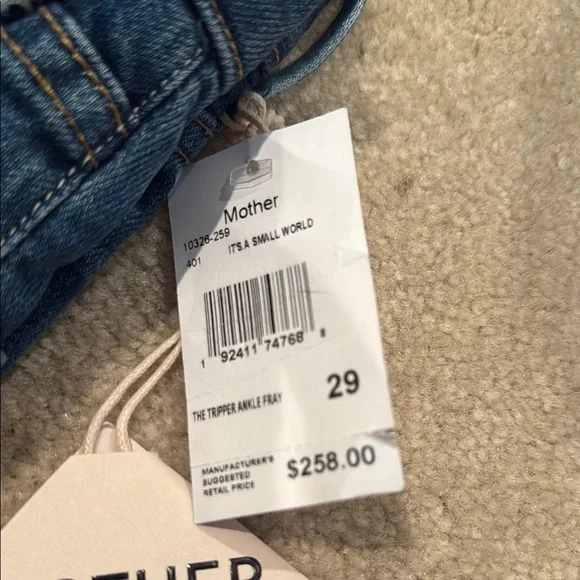 Mother
10326-259
401 IT'S A SMALL WORLD
1 92411 74768 8
THE TRIPPER ANKLE FRAY 29
MANUFACTURER'S
SUGGESTED
RETAIL PRICE
$258.00
OTHER